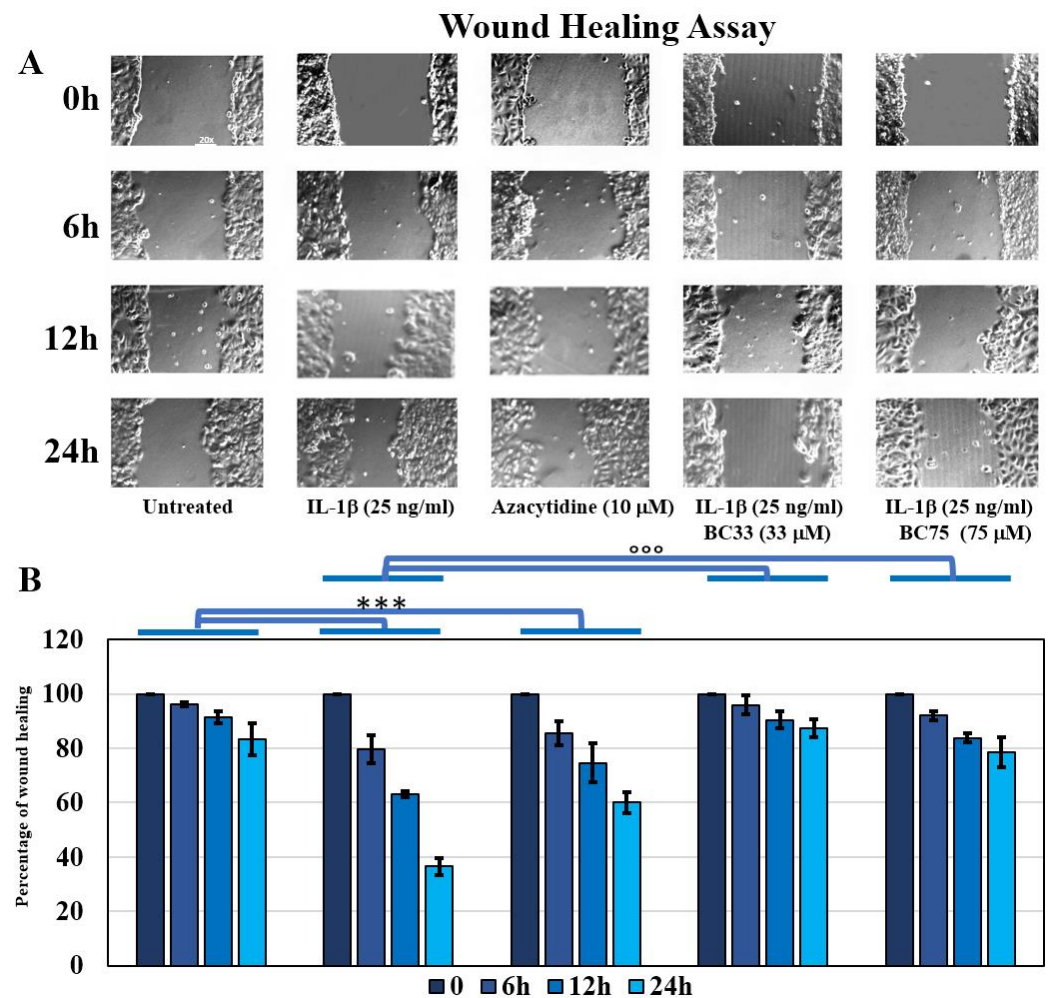 Wound Healing Assay
A
0h
20x
6h
12h
24h
Untreated
IL-1β (25 ng/ml)
Azacytidine (10 μM)
IL-1β (25 ng/ml)
BC33 (33 μM)
IL-1β (25 ng/ml)
BC75 (75 μM)
B
°°°
***
120
100
80
60
40
20
0
Percentage of wound healing
0 6h 12h 24h